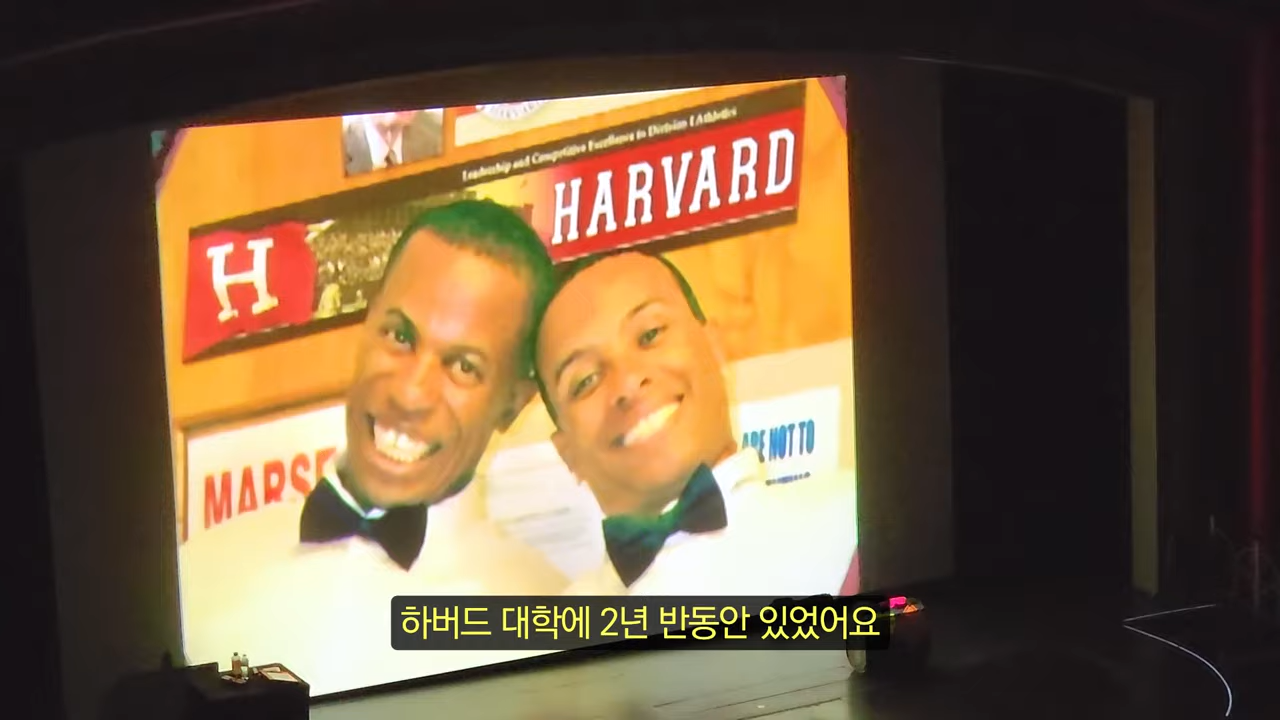 Leadership and Competitive Excellence in Division I Athletics
HARVARD
H
MARSE
ARE NOT TO
하버드 대학에 2년 반동안 있었어요